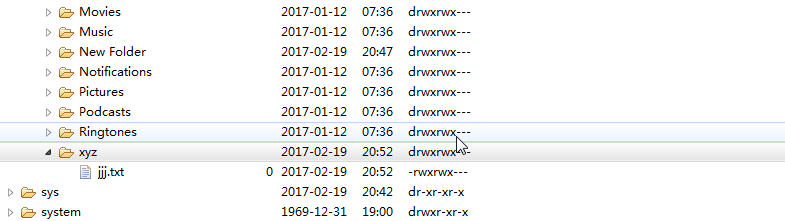 Movies 2017-01-12 07:36 drwxrwx---
Music 2017-01-12 07:36 drwxrwx---
New Folder 2017-02-19 20:47 drwxrwx---
Notifications 2017-01-12 07:36 drwxrwx---
Pictures 2017-01-12 07:36 drwxrwx---
Podcasts 2017-01-12 07:36 drwxrwx---
Ringtones 2017-01-12 07:36 drwxrwx---
xyz 2017-02-19 20:52 drwxrwx---
jjj.txt 0 2017-02-19 20:52 -rwxrwx---
sys 2017-02-19 20:42 dr-xr-xr-x
system 1969-12-31 19:00 drwxr-xr-x